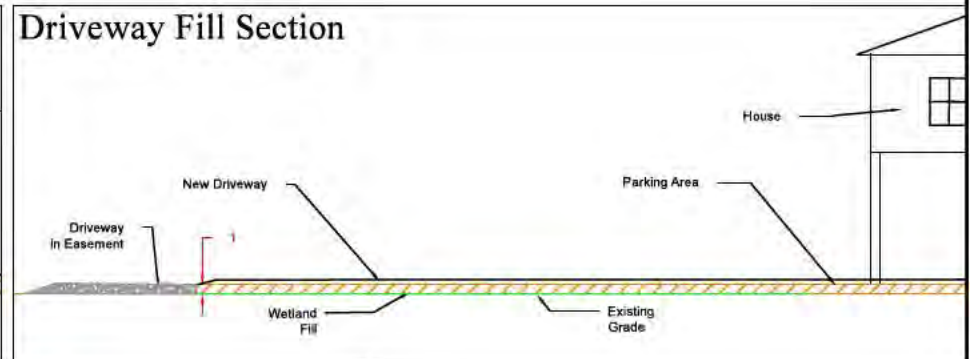 Driveway Fill Section
House
New Driveway
Parking Area
Driveway
in Easement
1
Wetland
Fill
Existing
Grade